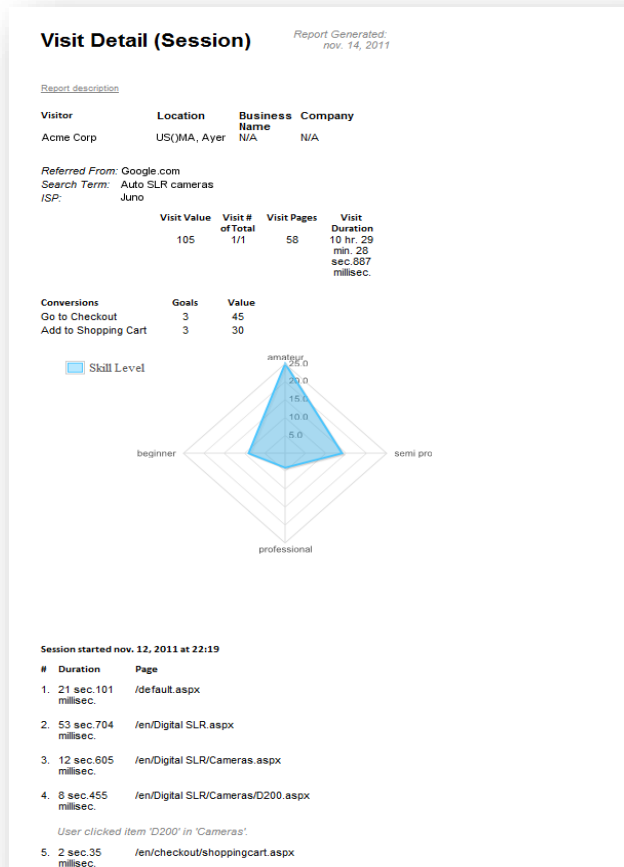 Visit Detail (Session)
Report Generated:
nov. 14, 2011
Report description
Visitor Location Business Name Company
Acme Corp US()MA, Ayer N/A N/A
Referred From: Google.com
Search Term: Auto SLR cameras
ISP: Juno
Visit Value Visit # of Total Visit Pages Visit Duration
105 1/1 58 10 hr. 29 min. 28 sec.887 millisec.
Conversions Goals Value
Go to Checkout 3 45
Add to Shopping Cart 3 30
Skill Level
amateur
25.0
20.0
15.0
10.0
5.0
beginner
semi pro
professional
Session started nov. 12, 2011 at 22:19
# Duration Page
1. 21 sec.101 millisec. /default.aspx
2. 53 sec.704 millisec. /en/Digital SLR.aspx
3. 12 sec.605 millisec. /en/Digital SLR/Cameras.aspx
4. 8 sec.455 millisec. /en/Digital SLR/Cameras/D200.aspx
User clicked item 'D200' in 'Cameras'.
5. 2 sec.35 millisec. /en/checkout/shoppingcart.aspx